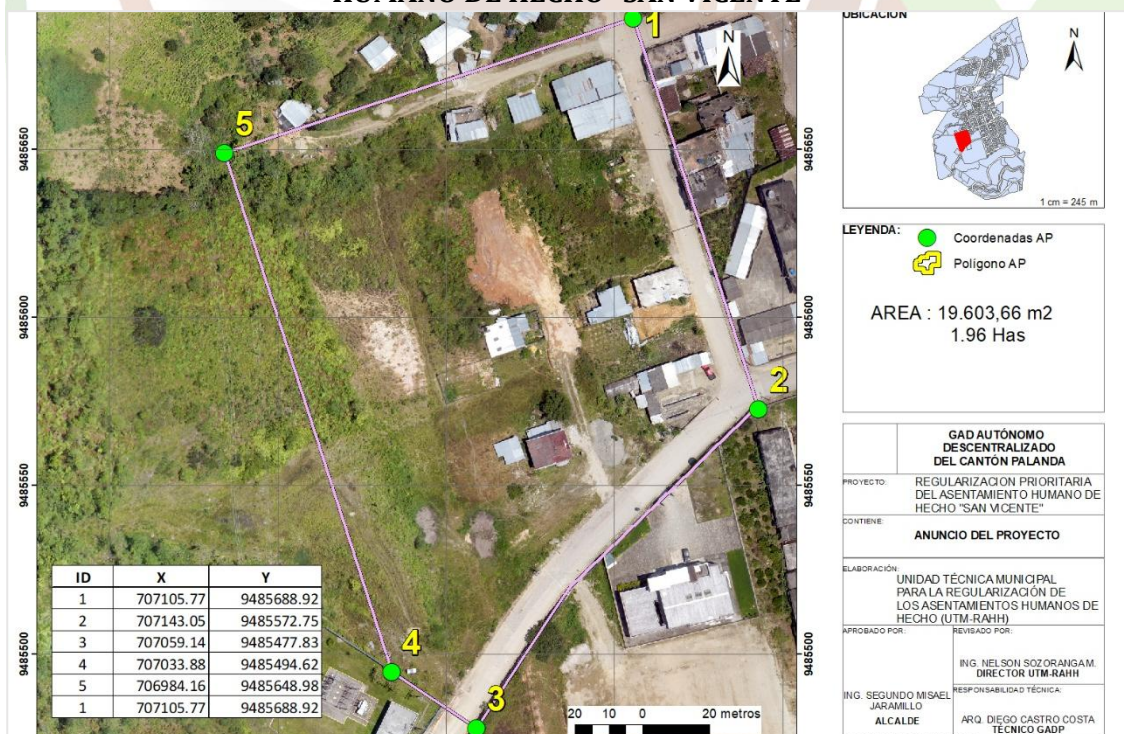 HUMANO DE HECHO "SAN VICENTE"
1
N
5
2
4
3
9485650
9485600
9485550
9485500
9485650
9485600
9485550
9485500
ID X Y
1 707105.77 9485688.92
2 707143.05 9485572.75
3 707059.14 9485477.83
4 707033.88 9485494.62
5 706984.16 9485648.98
1 707105.77 9485688.92
20 10 0 20 metros
UBICACIÓN
N
1 cm = 245 m
LEYENDA:
Coordenadas AP
Poligono AP
AREA : 19.603,66 m2
1.96 Has
GAD AUTÓNOMO
DESCENTRALIZADO
DEL CANTÓN PALANDA
PROYECTO: REGULARIZACION PRIORITARIA
DEL ASENTAMIENTO HUMANO DE
HECHO "SAN VICENTE"
CONTIENE:
ANUNCIO DEL PROYECTO
ELABORACIÓN:
UNIDAD TÉCNICA MUNICIPAL
PARA LA REGULARIZACIÓN DE
LOS ASENTAMIENTOS HUMANOS DE
HECHO (UTM-RAHH)
APROBADO POR:
ING. SEGUNDO MISAEL
JARAMILLO
ALCALDE
REVISADO POR:
ING. NELSON SOZORANGA M.
DIRECTOR UTM-RAHH
RESPONSABILIDAD TÉCNICA:
ARQ. DIEGO CASTRO COSTA
TÉCNICO GADP